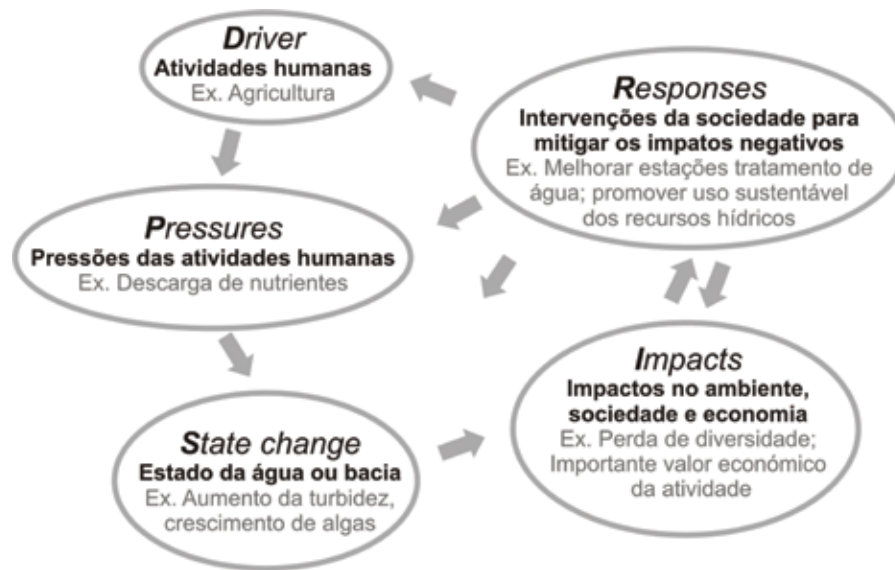 Driver
Atividades humanas
Ex. Agricultura
Responses
Intervenções da sociedade para
mitigar os impatos negativos
Ex. Melhorar estações tratamento de
água; promover uso sustentável
dos recursos hídricos
Pressures
Pressões das atividades humanas
Ex. Descarga de nutrientes
Impacts
Impactos no ambiente,
sociedade e economia
Ex. Perda de diversidade;
Importante valor económico
da atividade
State change
Estado da água ou bacia
Ex. Aumento da turbidez,
crescimento de algas